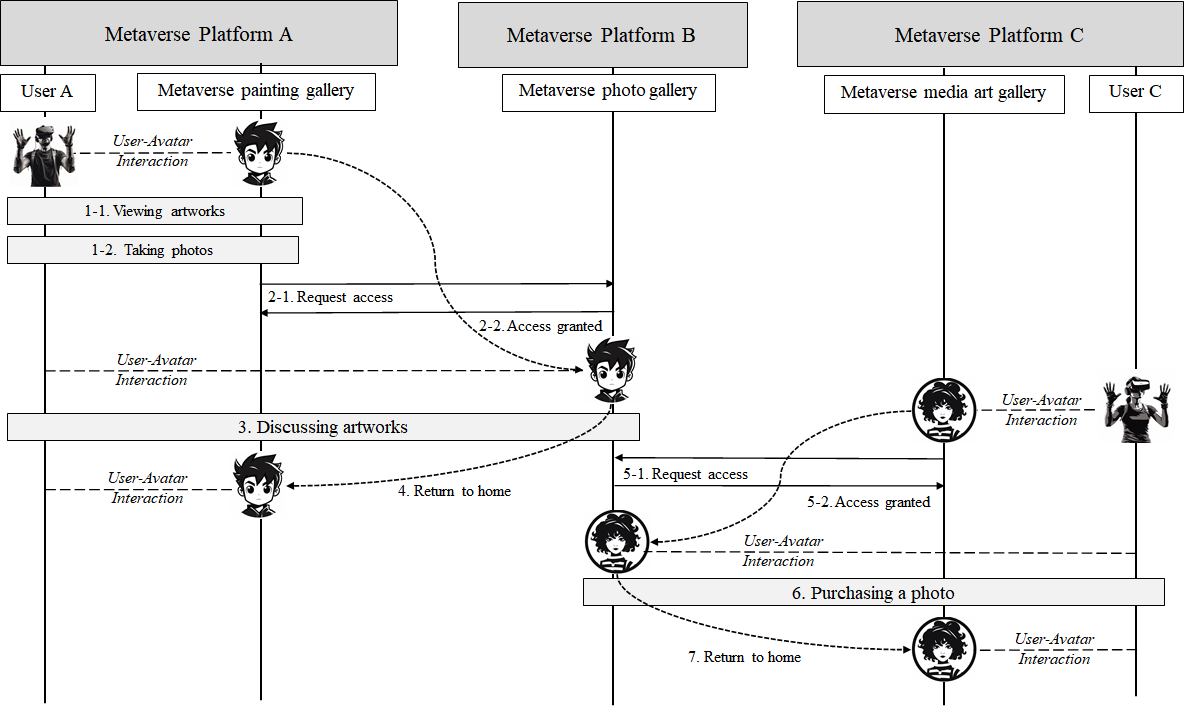 Metaverse Platform A
Metaverse Platform B
Metaverse Platform C
User A
Metaverse painting gallery
Metaverse photo gallery
Metaverse media art gallery
User C
User-Avatar
Interaction
1-1. Viewing artworks
1-2. Taking photos
2-1. Request access
2-2. Access granted
User-Avatar
Interaction
User-Avatar
Interaction
3. Discussing artworks
User-Avatar
Interaction
4. Return to home
5-1. Request access
5-2. Access granted
User-Avatar
Interaction
6. Purchasing a photo
7. Return to home
User-Avatar
Interaction